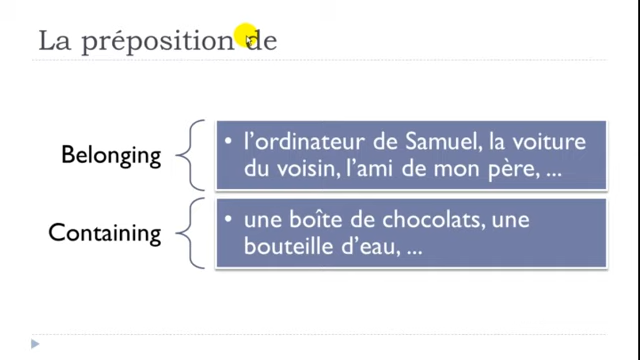 La préposition de
Belonging
• l'ordinateur de Samuel, la voiture
du voisin, l'ami de mon père, ...
Containing
• une boîte de chocolats, une
bouteille d'eau, ...